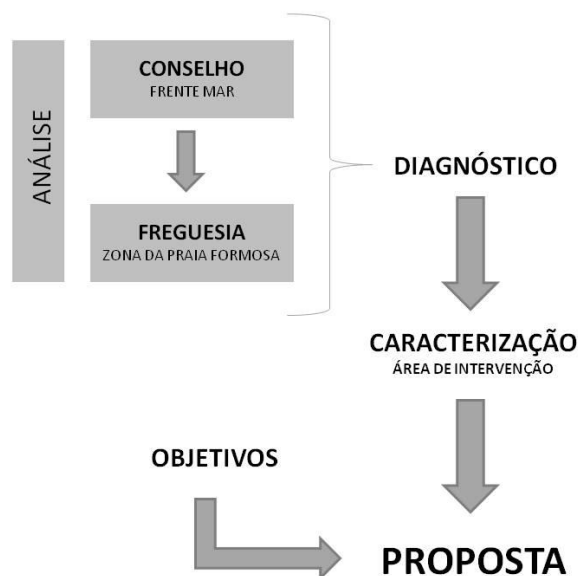 ANÁLISE
CONSELHO
FRENTE MAR
FREGUESIA
ZONA DA PRAIA FORMOSA
DIAGNÓSTICO
CARACTERIZAÇÃO
ÁREA DE INTERVENÇÃO
OBJETIVOS
PROPOSTA